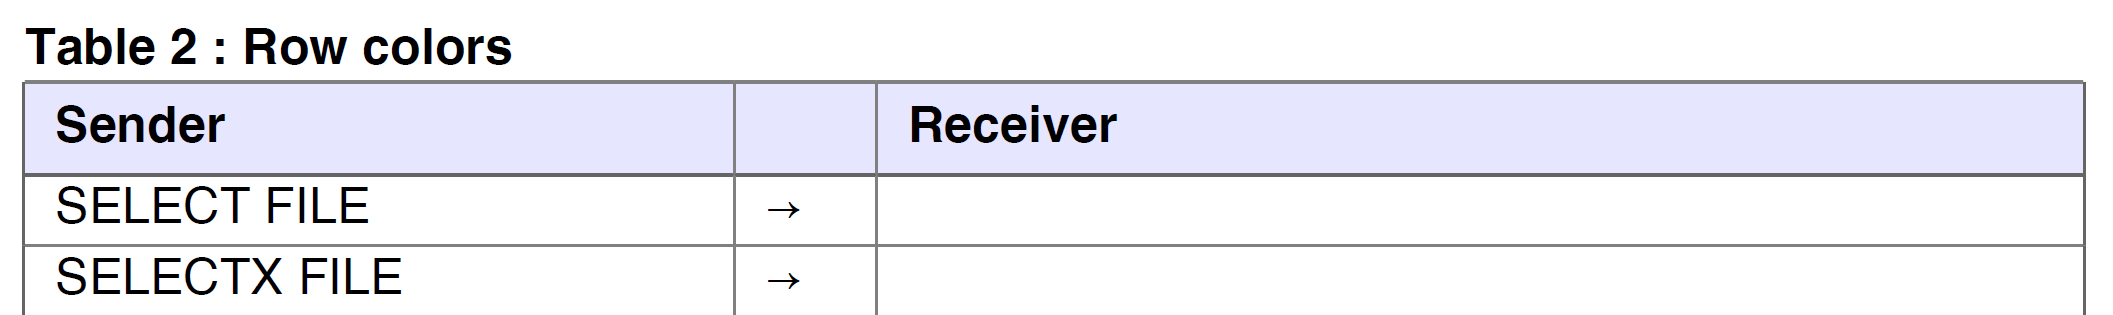 Table 2 : Row colors
Sender Receiver
SELECT FILE →
SELECTX FILE →